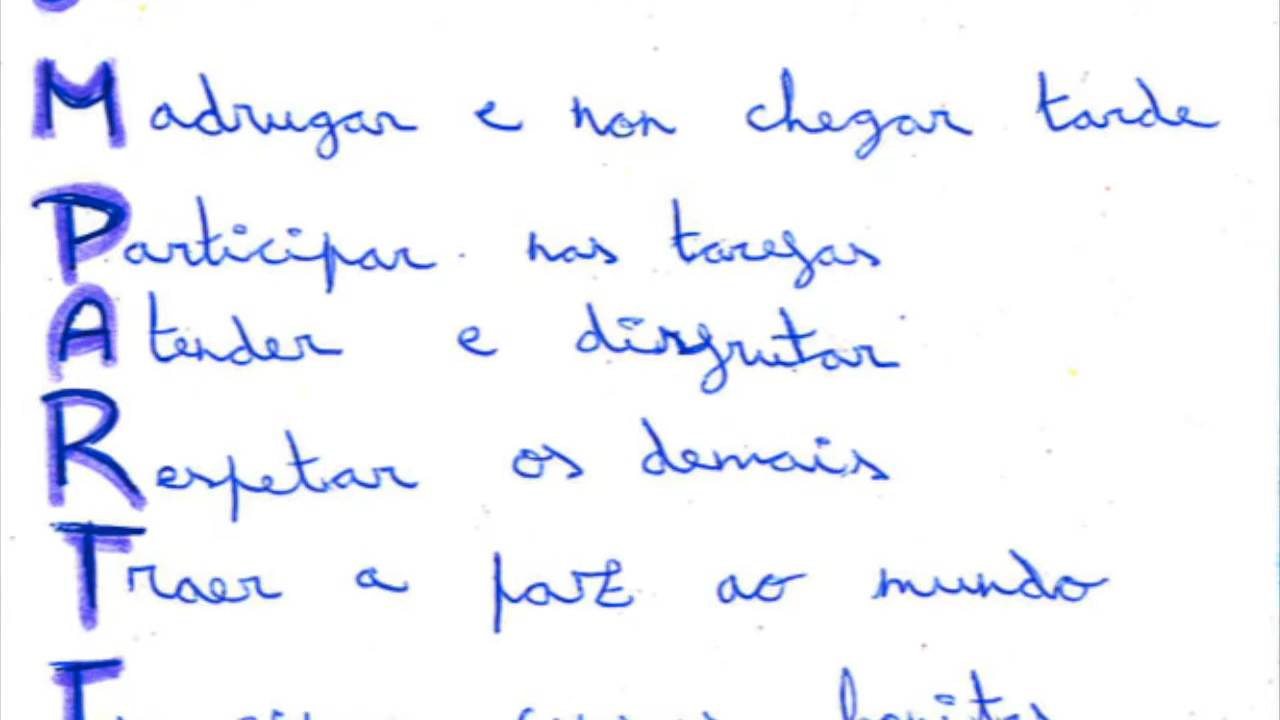 Madrugar e non chegar tarde
Participar nas tarefas
Atender e disfrutar
Respetar os demais
Traer a paz ao mundo